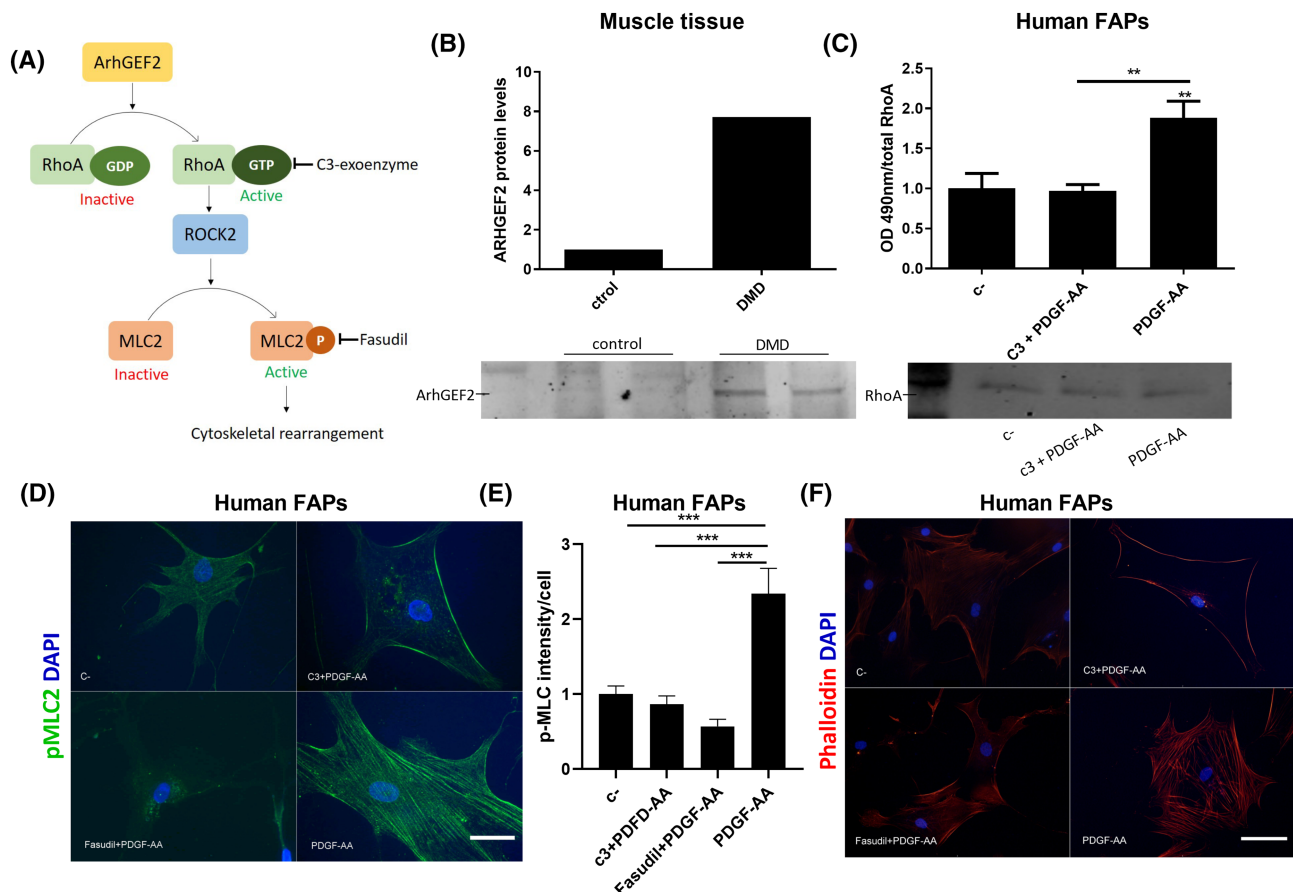 (A)
ArhGEF2
RhoA
GDP
Inactive
RhoA
GTP
Active
C3-exoenzyme
ROCK2
MLC2
Inactive
MLC2
P
Active
Fasudil
Cytoskeletal rearrangement
(B)
Muscle tissue
ARHGEF2 protein levels
10
8
6
4
2
0
ctrol
DMD
control
DMD
ArhGEF2
(C)
Human FAPs
OD 490nm/total RhoA
2.5
2.0
1.5
1.0
0.5
0.0
**
**
c-
C3 + PDGF-AA
PDGF-AA
RhoA
c-
c3 + PDGF-AA
PDGF-AA
(D)
Human FAPs
pMLC2 DAPI
C-
C3+PDGF-AA
Fasudil+PDGF-AA
PDGF-AA
(E)
Human FAPs
p-MLC intensity/cell
3
2
1
0
***
***
***
c-
c3+PDFD-AA
Fasudil+PDGF-AA
PDGF-AA
(F)
Human FAPs
Phalloidin DAPI
C-
C3+PDGF-AA
Fasudil+PDGF-AA
PDGF-AA